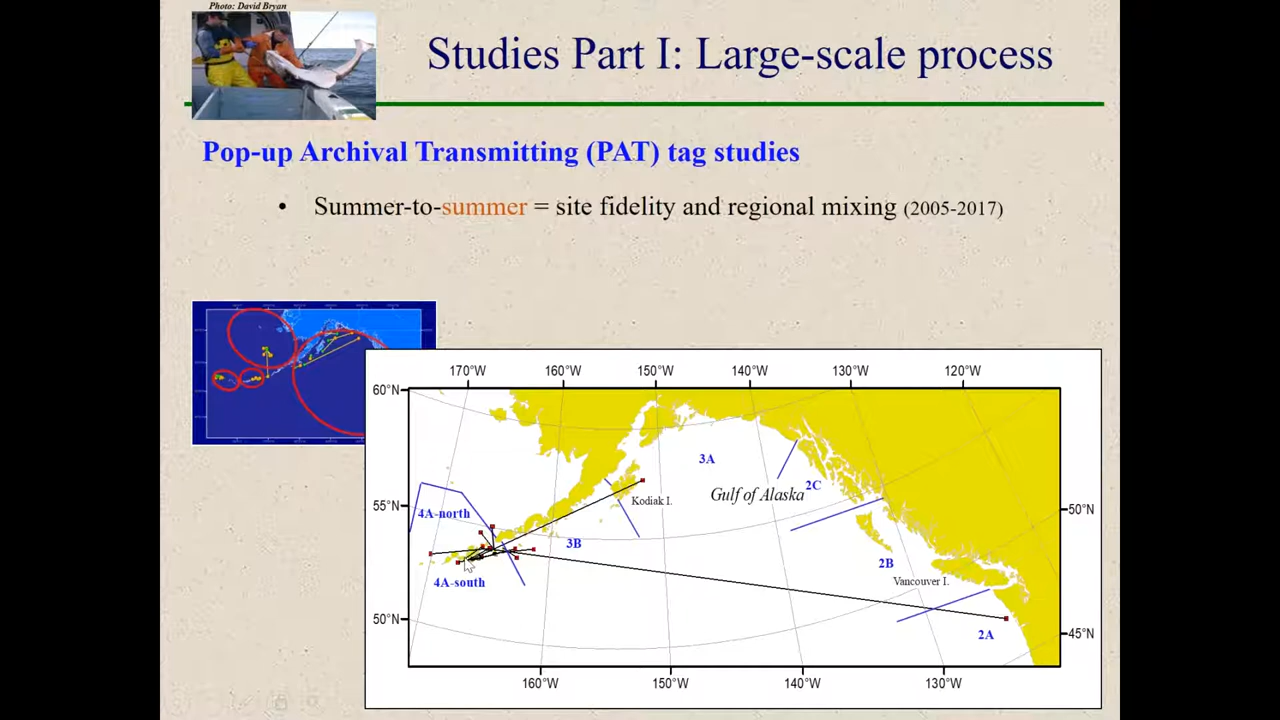 Photo: David Bryan
Studies Part I: Large-scale process
Pop-up Archival Transmitting (PAT) tag studies
• Summer-to-summer = site fidelity and regional mixing (2005-2017)
170°W 160°W 150°W 140°W 130°W 120°W
60°N
3A
2C
Gulf of Alaska
Kodiak I.
55°N
50°N
4A-north
3B
2B
Vancouver I.
4A-south
50°N
2A
45°N
160°W 150°W 140°W 130°W